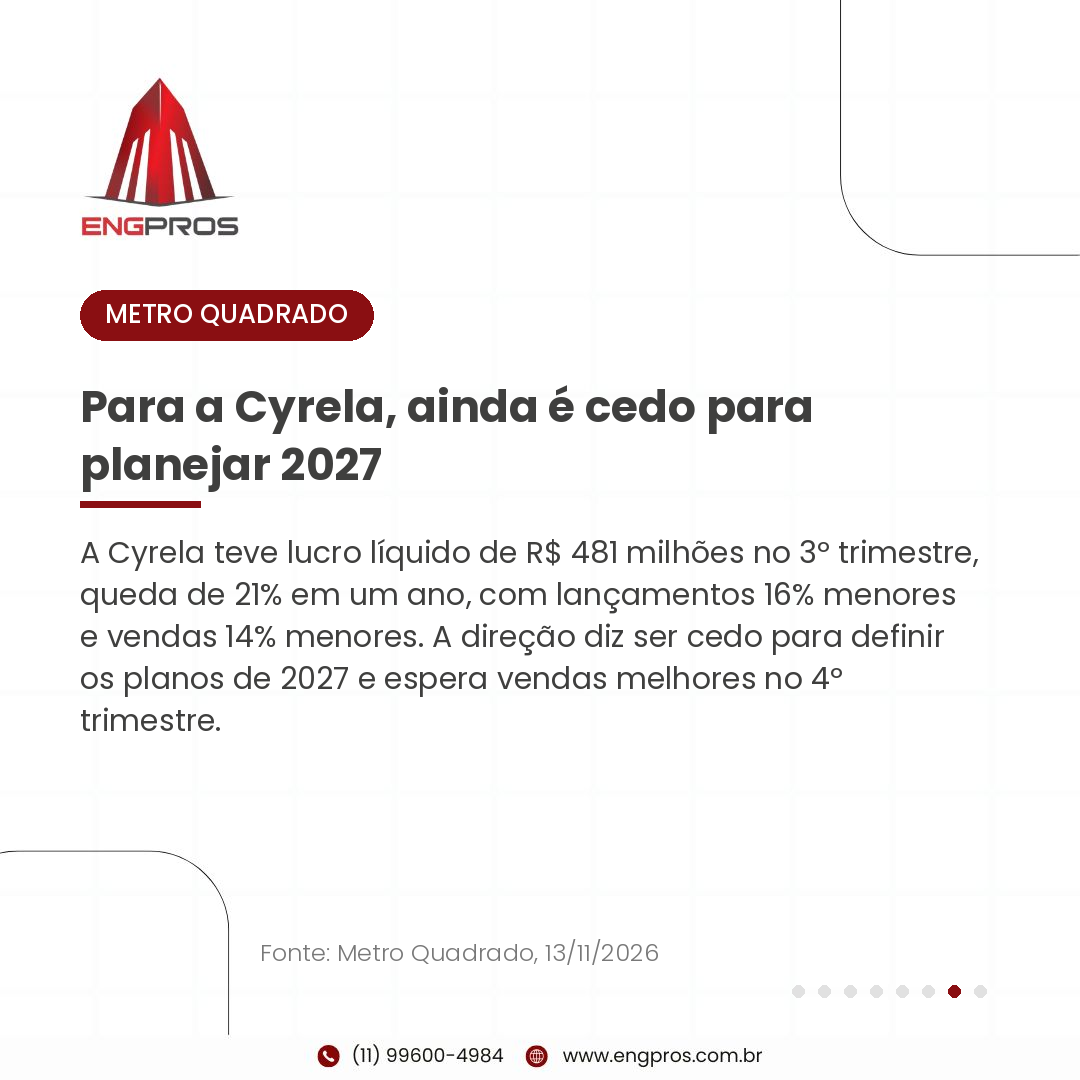 ENGPROS
METRO QUADRADO
Para a Cyrela, ainda é cedo para
planejar 2027
A Cyrela teve lucro líquido de R$ 481 milhões no 3º trimestre,
queda de 21% em um ano, com lançamentos 16% menores
e vendas 14% menores. A direção diz ser cedo para definir
os planos de 2027 e espera vendas melhores no 4º
trimestre.
Fonte: Metro Quadrado, 13/11/2026
(11) 99600-4984 www.engpros.com.br